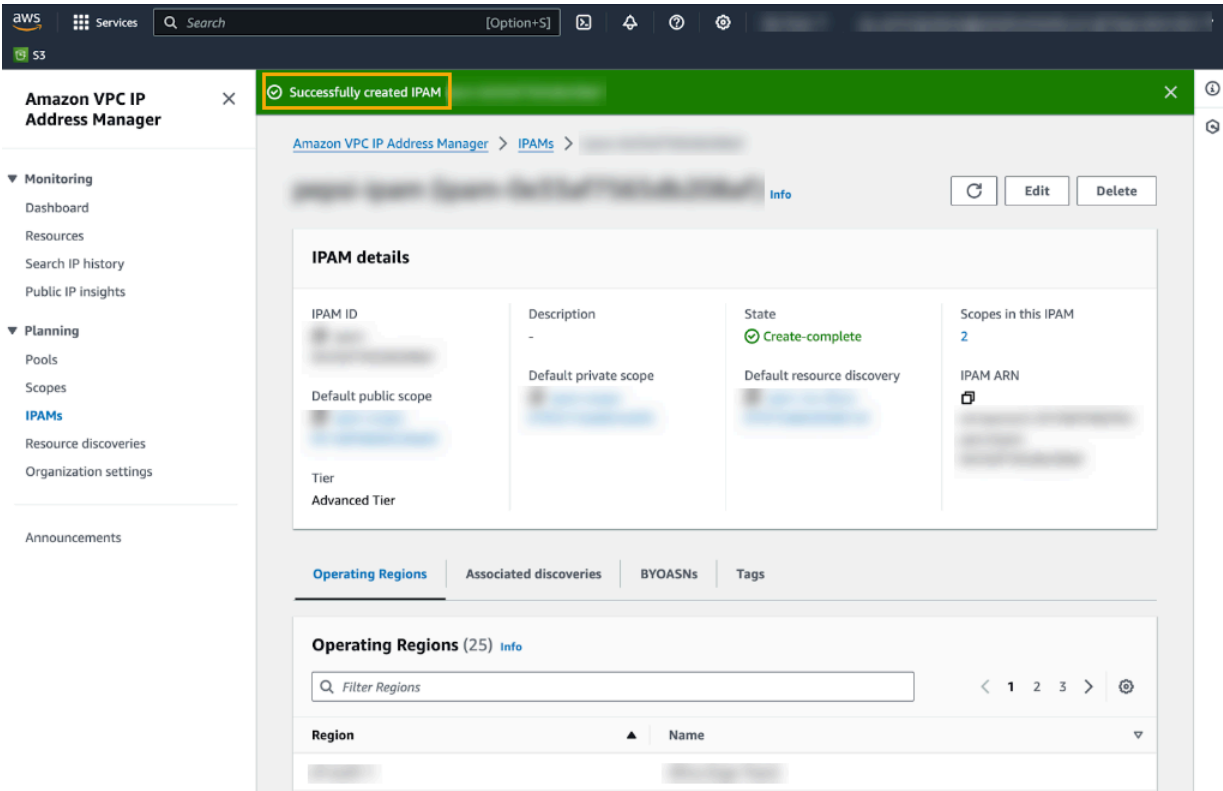 aws
Services
Search
[Option+S]
S3
Amazon VPC IP
Address Manager
Monitoring
Dashboard
Resources
Search IP history
Public IP insights
Planning
Pools
Scopes
IPAMs
Resource discoveries
Organization settings
Announcements
Successfully created IPAM
Amazon VPC IP Address Manager > IPAMs >
Info
Edit
Delete
IPAM details
IPAM ID
Default public scope
Tier
Advanced Tier
Description
-
Default private scope
State
Create-complete
Default resource discovery
Scopes in this IPAM
2
IPAM ARN
Operating Regions
Associated discoveries
BYOASNs
Tags
Operating Regions (25) Info
Filter Regions
< 1 2 3 >
Region
Name